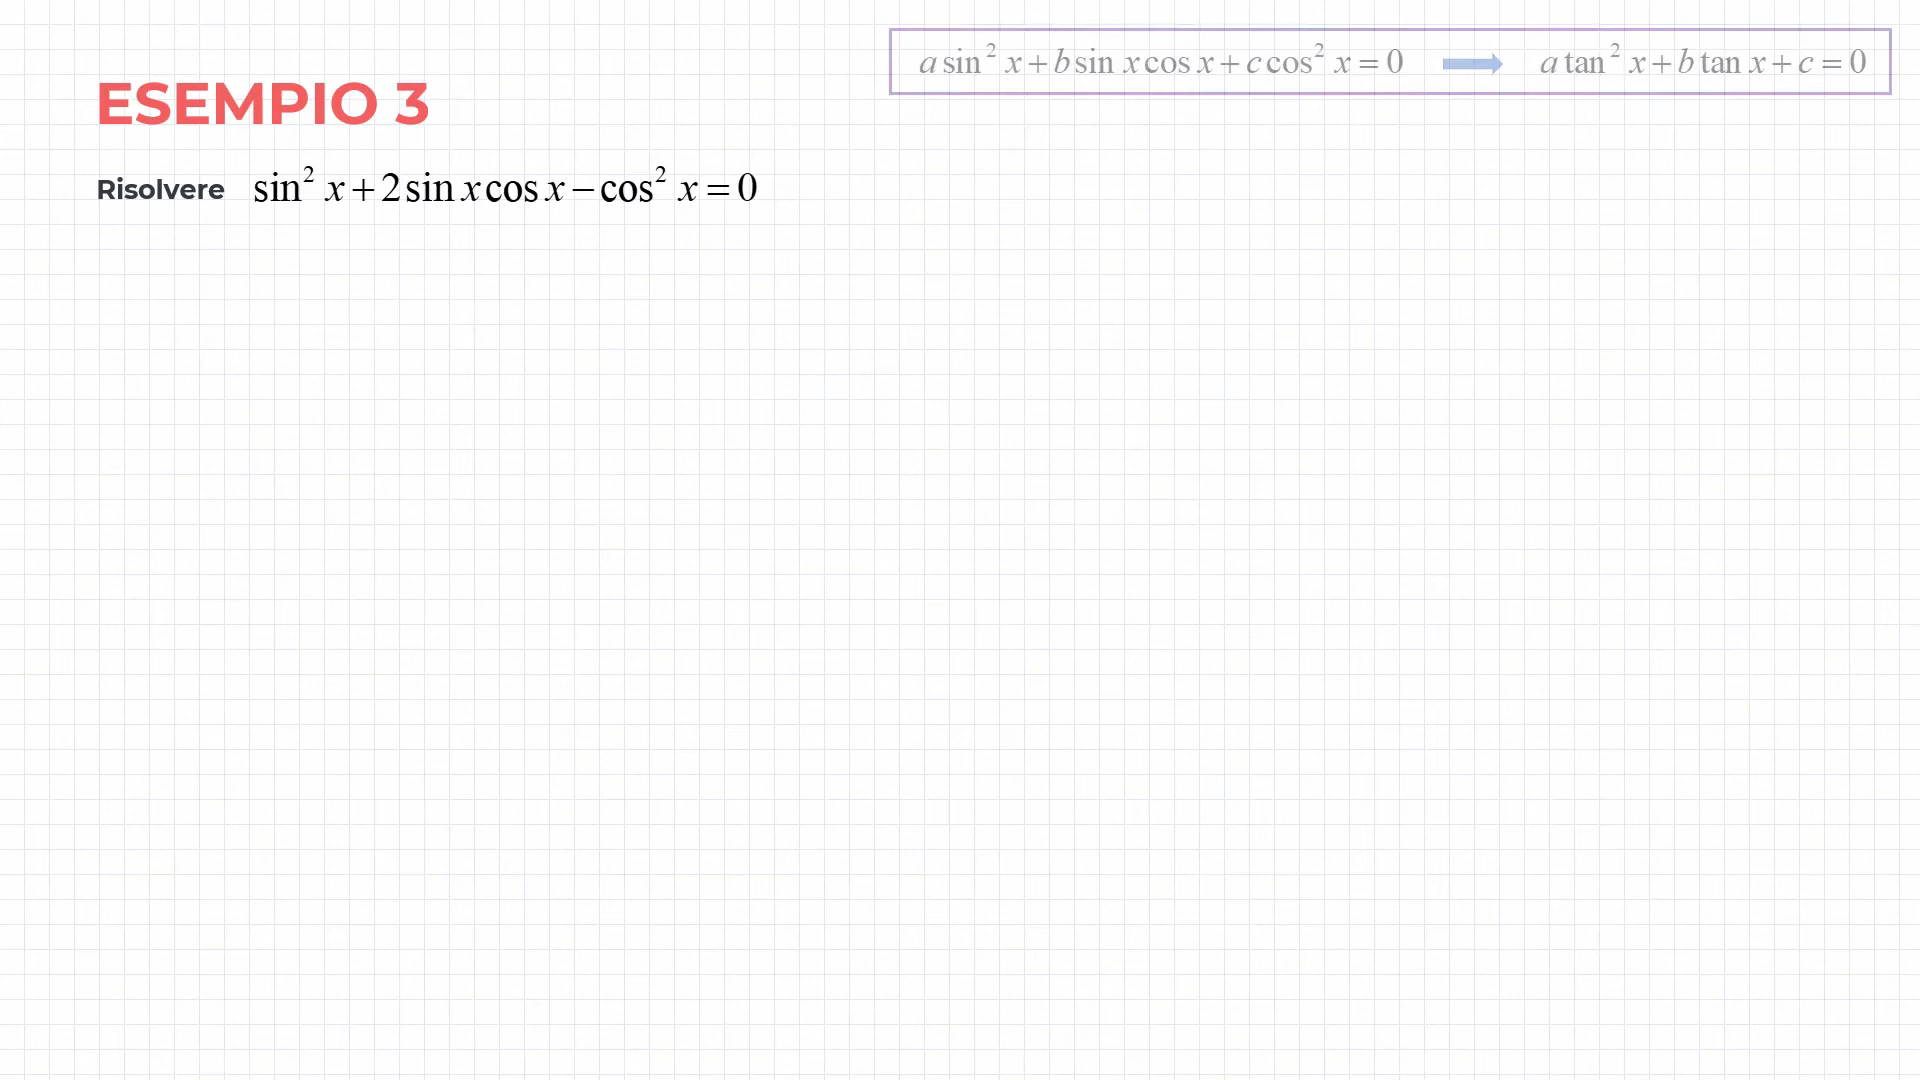 a sin² x + b sin x cos x + c cos² x = 0 → a tan² x + b tan x + c = 0
ESEMPIO 3
Risolvere sin² x + 2 sin x cos x − cos² x = 0